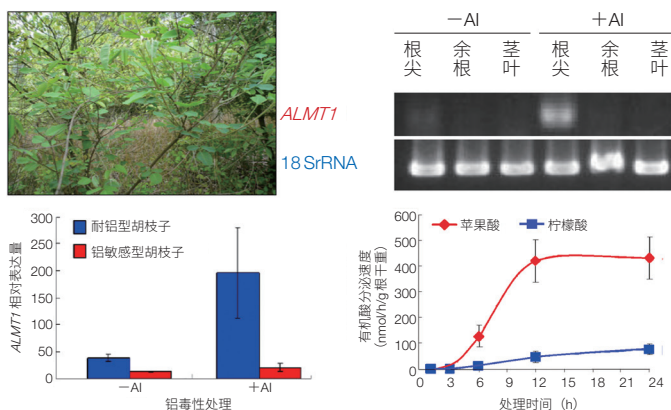 －Al ＋Al
根尖 余根 茎叶 根尖 余根 茎叶
ALMT1
18 SrRNA
300
250
200
150
100
50
0
ALMT1 相对表达量
耐铝型胡枝子
铝敏感型胡枝子
－Al ＋Al
铝毒性处理
600
500
400
300
200
100
0
有机酸分泌速度
(nmol/h/g 根干重)
苹果酸 柠檬酸
0 3 6 9 12 15 18 21 24
处理时间（h）